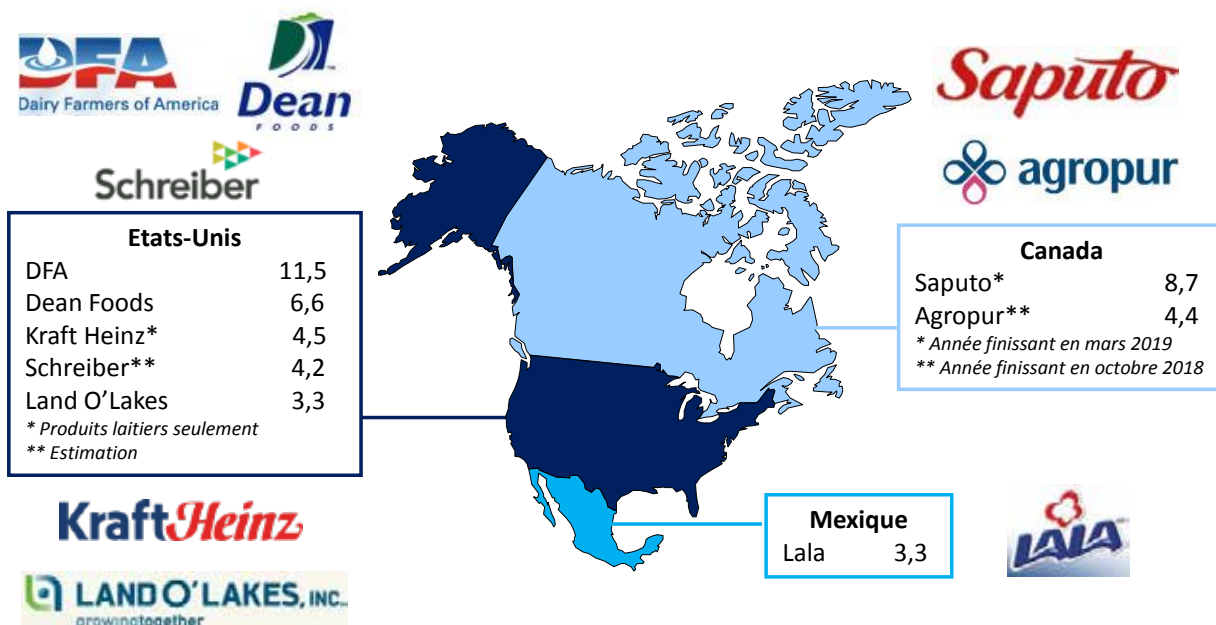 DFA
Dairy Farmers of America
Dean
FOODS
Schreiber
Saputo
agropur
Etats-Unis
DFA 11,5
Dean Foods 6,6
Kraft Heinz* 4,5
Schreiber** 4,2
Land O’Lakes 3,3
* Produits laitiers seulement
** Estimation
Canada
Saputo* 8,7
Agropur** 4,4
* Année finissant en mars 2019
** Année finissant en octobre 2018
KraftHeinz
Mexique
Lala 3,3
LALA
LAND O’LAKES, INC.
growingtogether